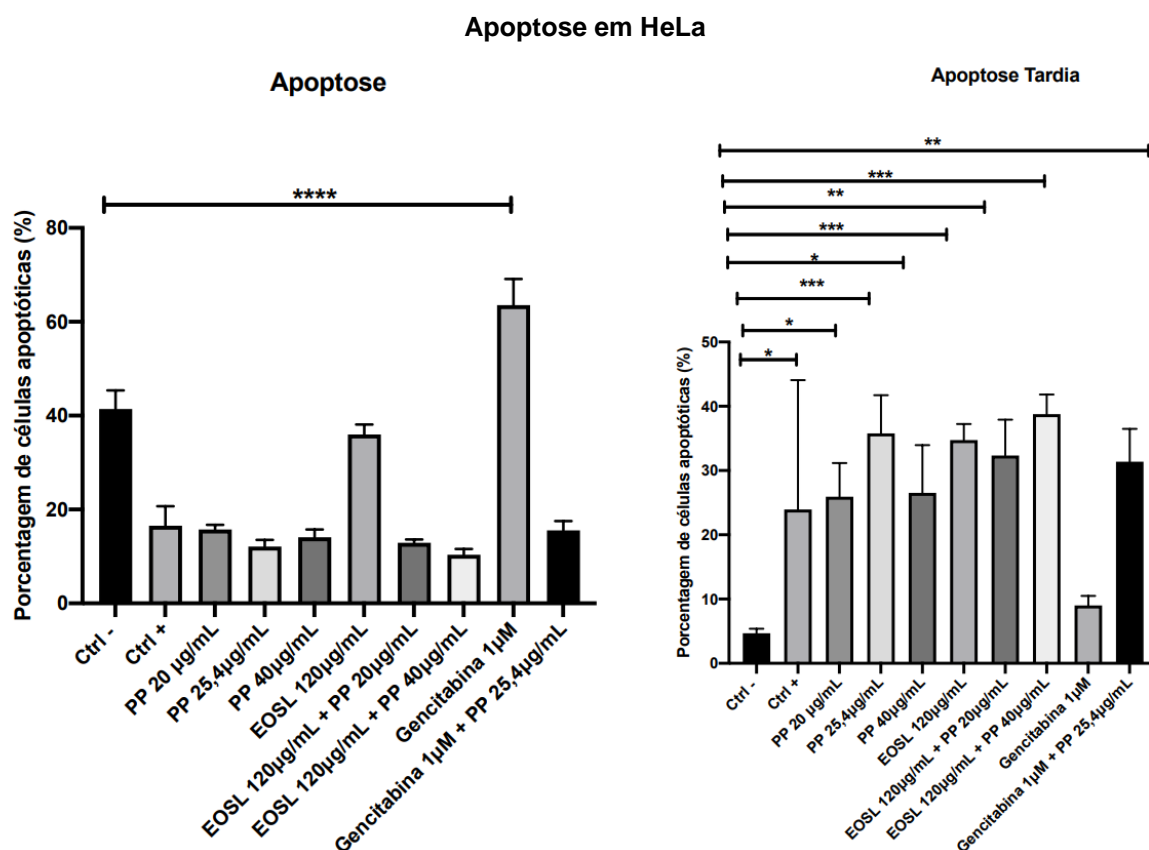 Apoptose em HeLa
Apoptose
****
Porcentagem de células apoptóticas (%)
80
60
40
20
0
Ctrl -
Ctrl +
PP 20 µg/mL
PP 25,4µg/mL
PP 40µg/mL
EOSL 120µg/mL
EOSL 120µg/mL + PP 20µg/mL
EOSL 120µg/mL + PP 40µg/mL
Gencitabina 1µM
Gencitabina 1µM + PP 25,4µg/mL
Apoptose Tardia
**
***
**
***
*
***
*
*
Porcentagem de células apoptóticas (%)
50
40
30
20
10
0
Ctrl -
Ctrl +
PP 20 µg/mL
PP 25,4µg/mL
PP 40µg/mL
EOSL 120µg/mL
EOSL 120µg/mL + PP 20µg/mL
EOSL 120µg/mL + PP 40µg/mL
Gencitabina 1µM
Gencitabina 1µM + PP 25,4µg/mL